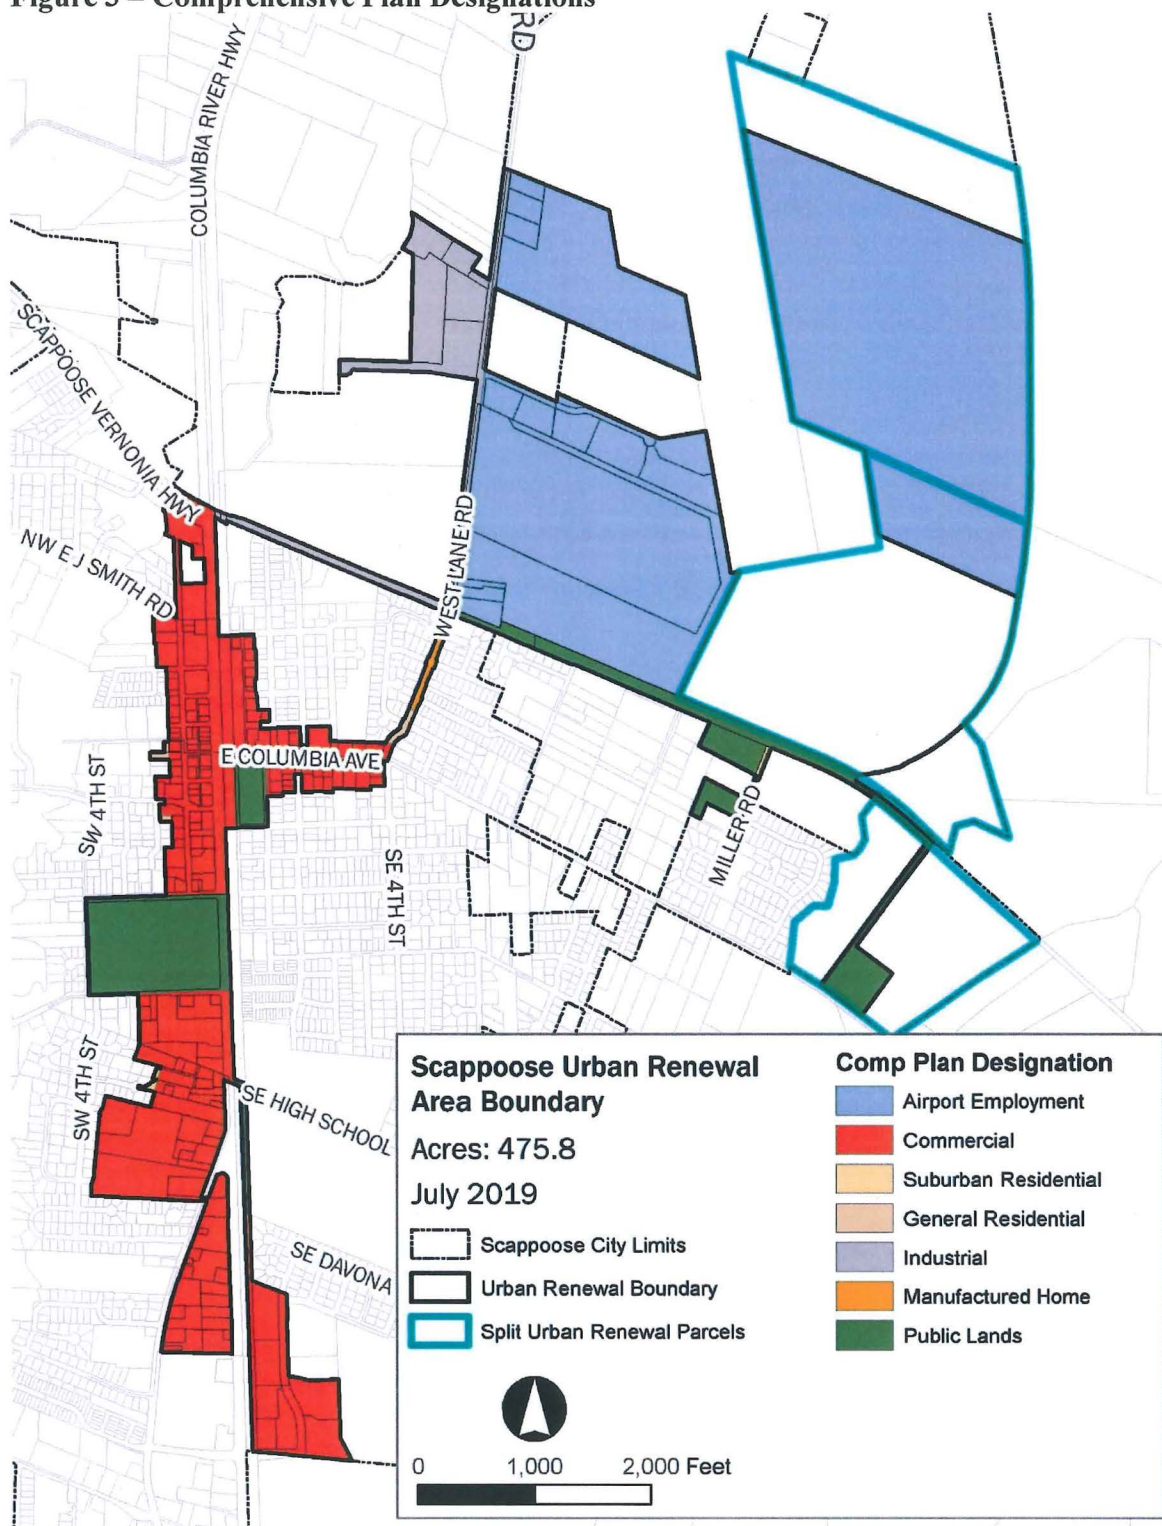 Figure 3 – Comprehensive Plan Designations
RD
COLUMBIA RIVER HWY
SCAPPOOSE VERNONIA HWY
NW E J SMITH RD
WEST LANE RD
E COLUMBIA AVE
SW 4TH ST
SE 4TH ST
MILLER RD
SW 4TH ST
SE HIGH SCHOOL
SE DAVONA
Scappoose Urban Renewal
Area Boundary
Acres: 475.8
July 2019
Scappoose City Limits
Urban Renewal Boundary
Split Urban Renewal Parcels
0 1,000 2,000 Feet
Comp Plan Designation
Airport Employment
Commercial
Suburban Residential
General Residential
Industrial
Manufactured Home
Public Lands